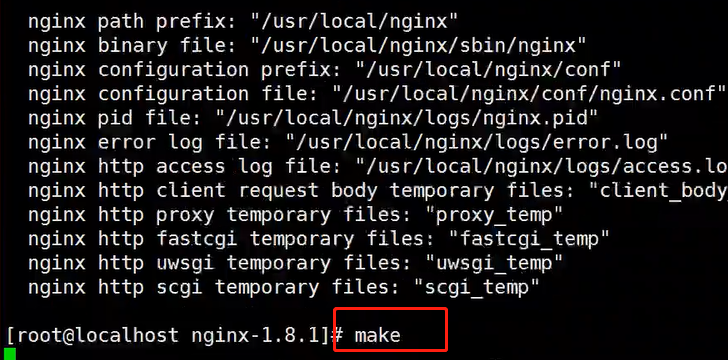 nginx path prefix: "/usr/local/nginx"
nginx binary file: "/usr/local/nginx/sbin/nginx"
nginx configuration prefix: "/usr/local/nginx/conf"
nginx configuration file: "/usr/local/nginx/conf/nginx.conf"
nginx pid file: "/usr/local/nginx/logs/nginx.pid"
nginx error log file: "/usr/local/nginx/logs/error.log"
nginx http access log file: "/usr/local/nginx/logs/access.lo
nginx http client request body temporary files: "client_body_
nginx http proxy temporary files: "proxy_temp"
nginx http fastcgi temporary files: "fastcgi_temp"
nginx http uwsgi temporary files: "uwsgi_temp"
nginx http scgi temporary files: "scgi_temp"
[root@localhost nginx-1.8.1]# make